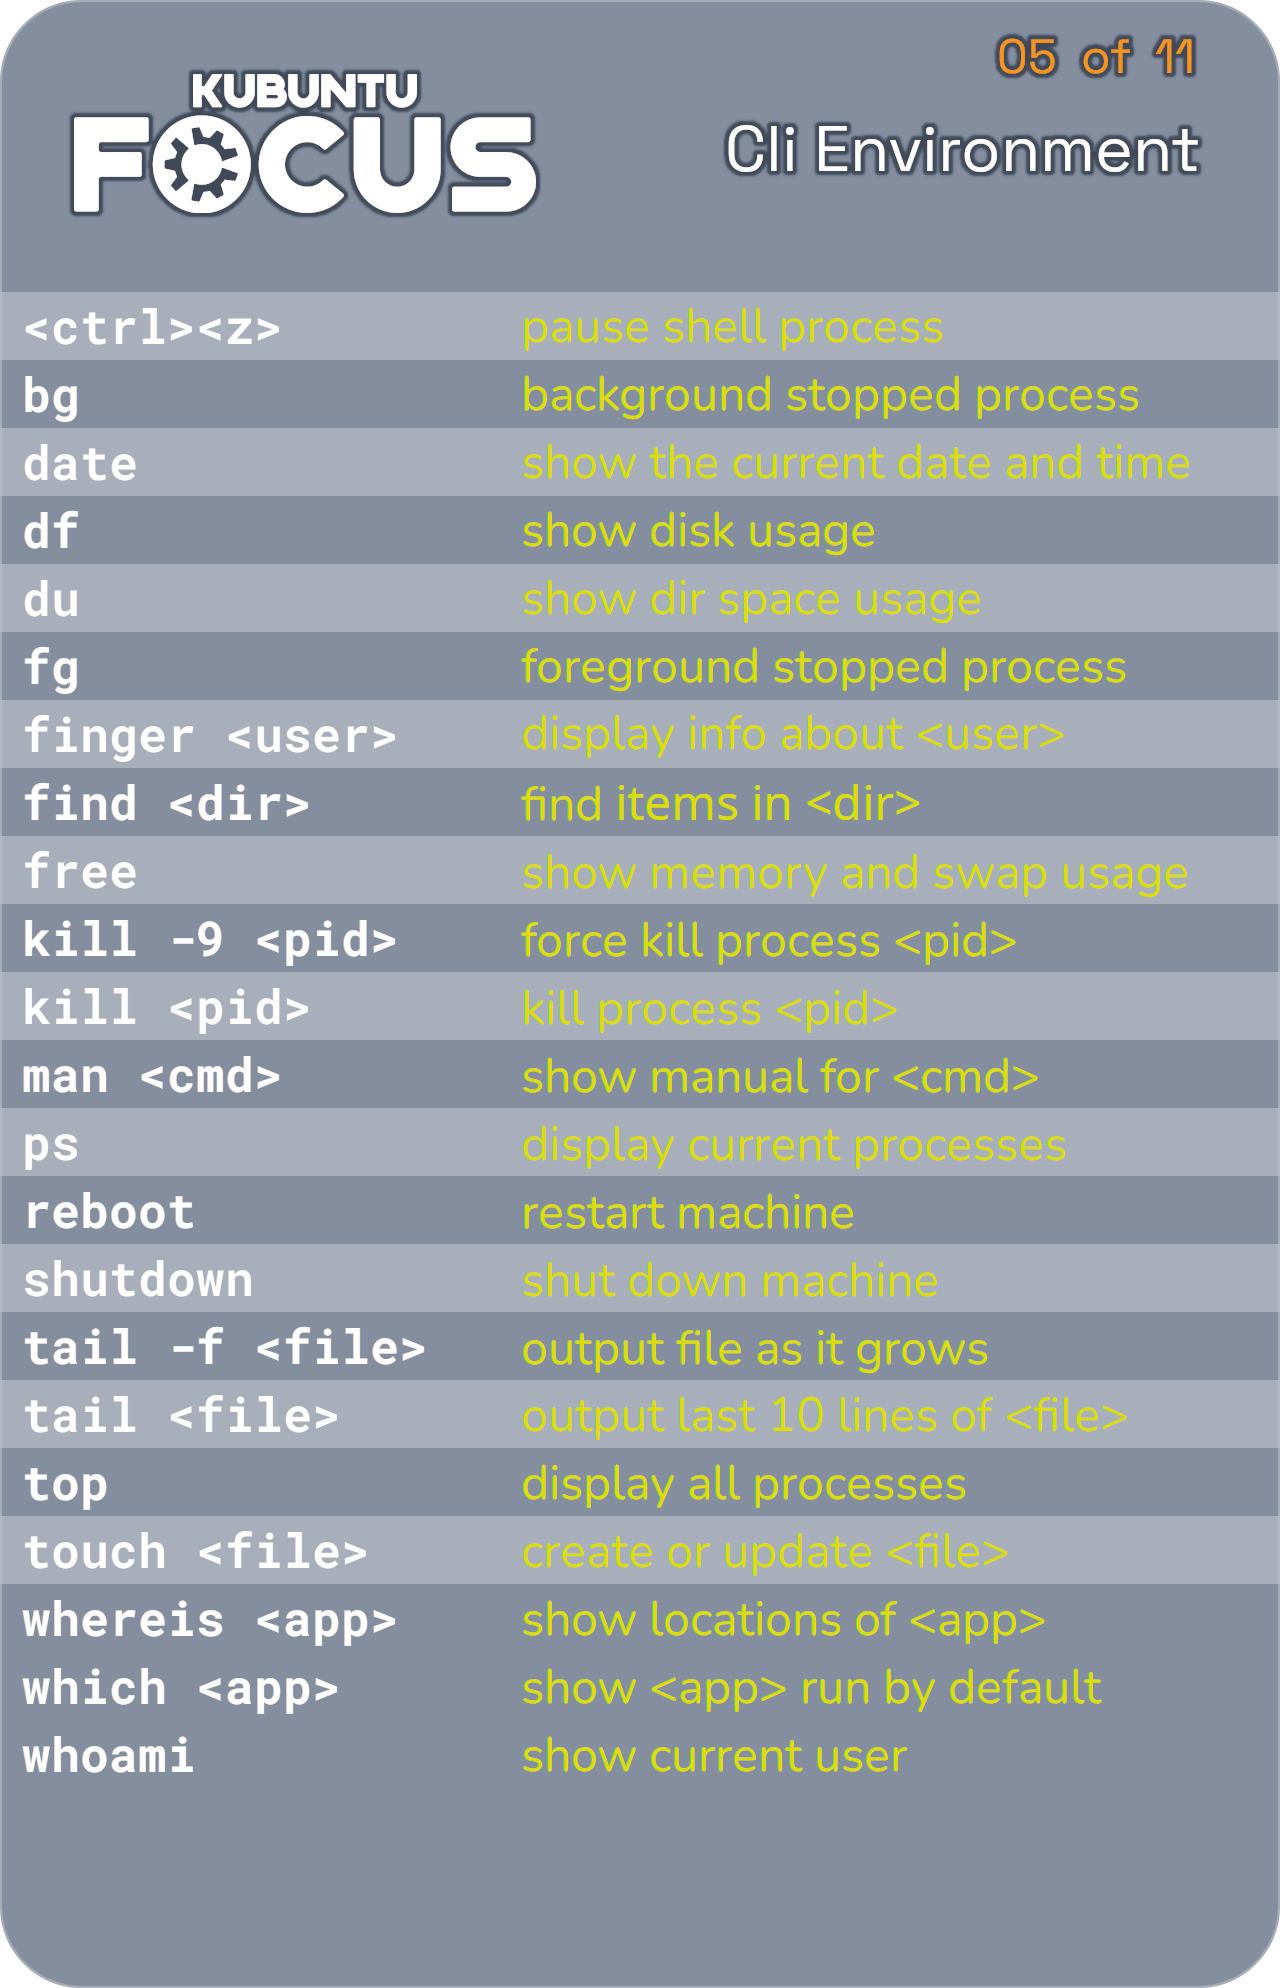 05 of 11
KUBUNTU
FOCUS
Cli Environment
<ctrl><z> pause shell process
bg background stopped process
date show the current date and time
df show disk usage
du show dir space usage
fg foreground stopped process
finger <user> display info about <user>
find <dir> find items in <dir>
free show memory and swap usage
kill -9 <pid> force kill process <pid>
kill <pid> kill process <pid>
man <cmd> show manual for <cmd>
ps display current processes
reboot restart machine
shutdown shut down machine
tail -f <file> output file as it grows
tail <file> output last 10 lines of <file>
top display all processes
touch <file> create or update <file>
whereis <app> show locations of <app>
which <app> show <app> run by default
whoami show current user